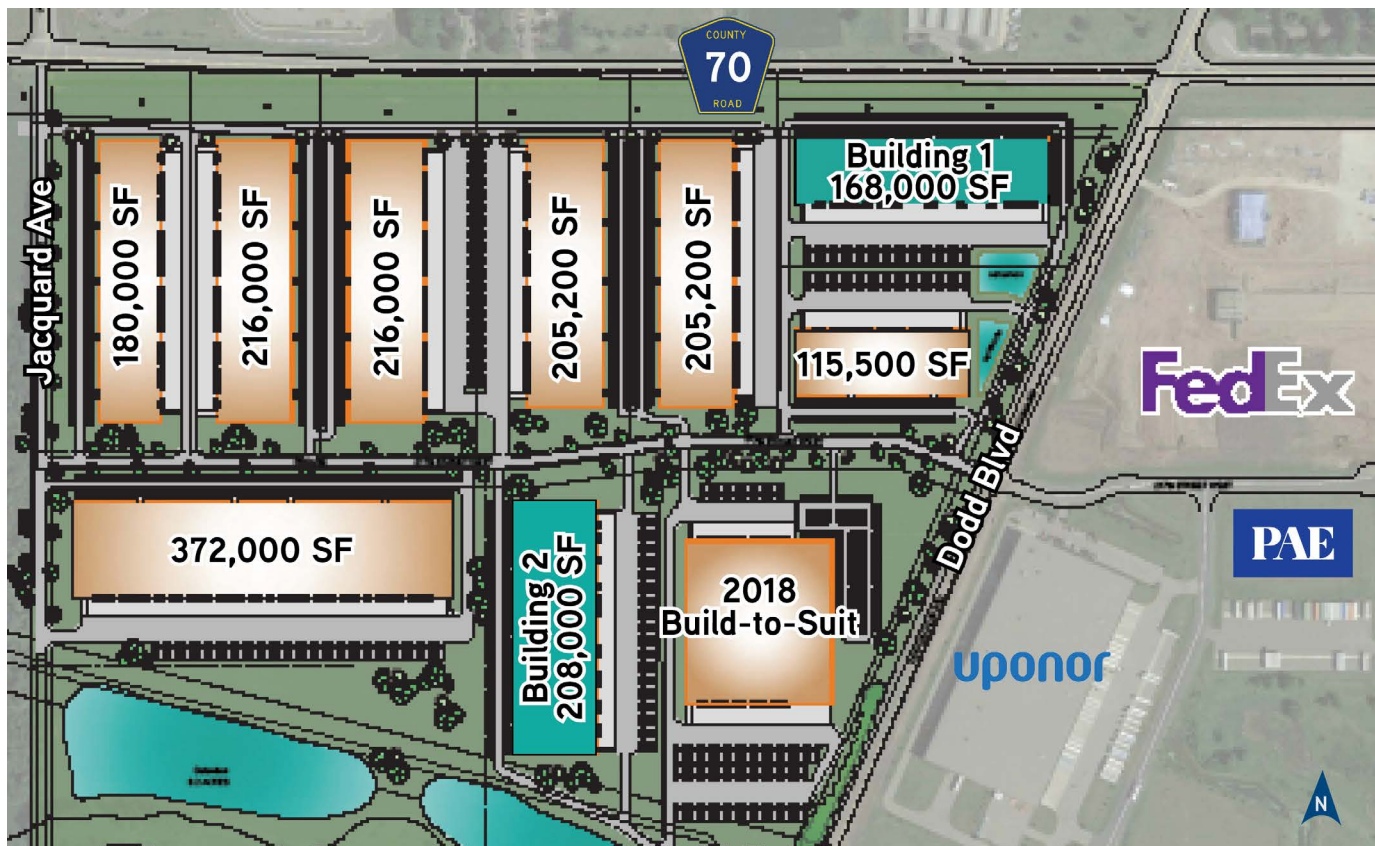 COUNTY
70
ROAD
Jacquard Ave
180,000 SF
216,000 SF
216,000 SF
205,200 SF
205,200 SF
Building 1
168,000 SF
115,500 SF
FedEx
Dodd Blvd
372,000 SF
Building 2
208,000 SF
2018
Build-to-Suit
PAE
uponor
N